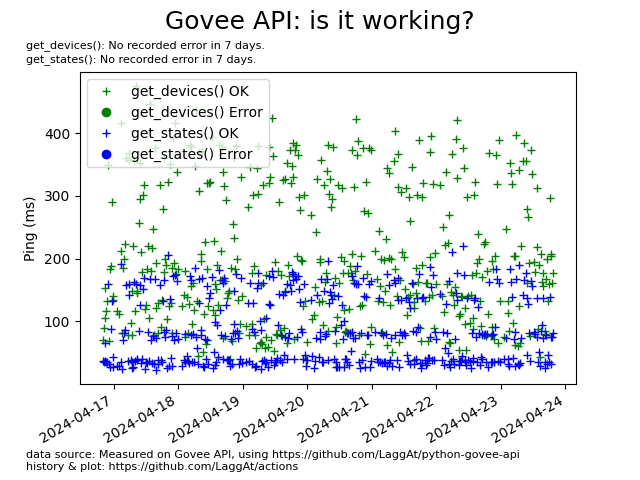 Govee API: is it working?
get_devices(): No recorded error in 7 days.
get_states(): No recorded error in 7 days.
get_devices() OK
get_devices() Error
get_states() OK
get_states() Error
400
300
200
100
Ping (ms)
2024-04-17
2024-04-18
2024-04-19
2024-04-20
2024-04-21
2024-04-22
2024-04-23
2024-04-24
data source: Measured on Govee API, using https://github.com/LaggAt/python-govee-api
history & plot: https://github.com/LaggAt/actions